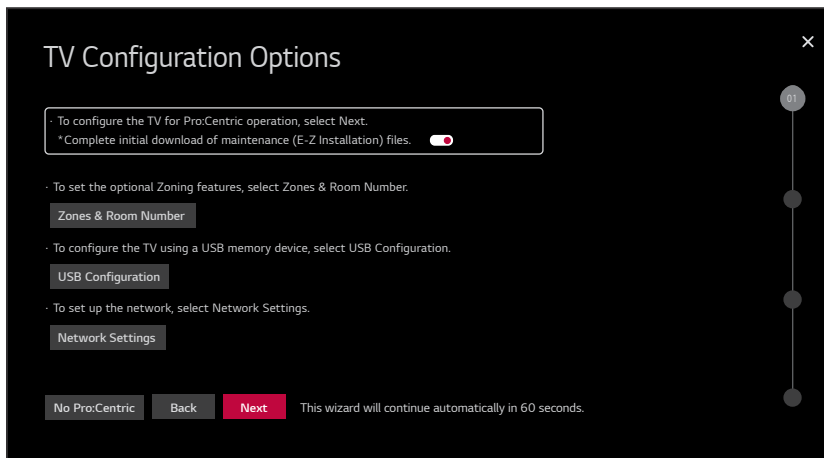 TV Configuration Options
01
· To configure the TV for Pro:Centric operation, select Next.
*Complete initial download of maintenance (E-Z Installation) files.
· To set the optional Zoning features, select Zones & Room Number.
Zones & Room Number
· To configure the TV using a USB memory device, select USB Configuration.
USB Configuration
· To set up the network, select Network Settings.
Network Settings
No Pro:Centric Back Next This wizard will continue automatically in 60 seconds.